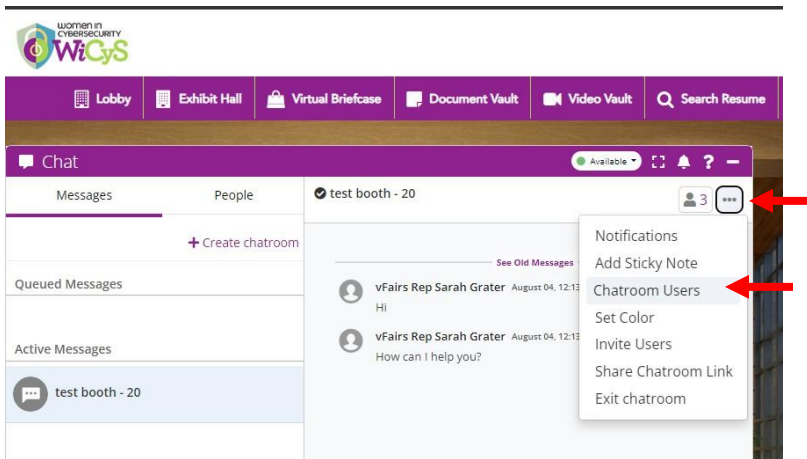 women in
CYBERSECURITY
WiCyS
Lobby
Exhibit Hall
Virtual Briefcase
Document Vault
Video Vault
Search Resume
Chat
Available
?
Messages
People
test booth - 20
3
+ Create chatroom
Queued Messages
Active Messages
test booth - 20
See Old Messages
vFairs Rep Sarah Grater August 04, 12:13
Hi
vFairs Rep Sarah Grater August 04, 12:13
How can I help you?
Notifications
Add Sticky Note
Chatroom Users
Set Color
Invite Users
Share Chatroom Link
Exit chatroom